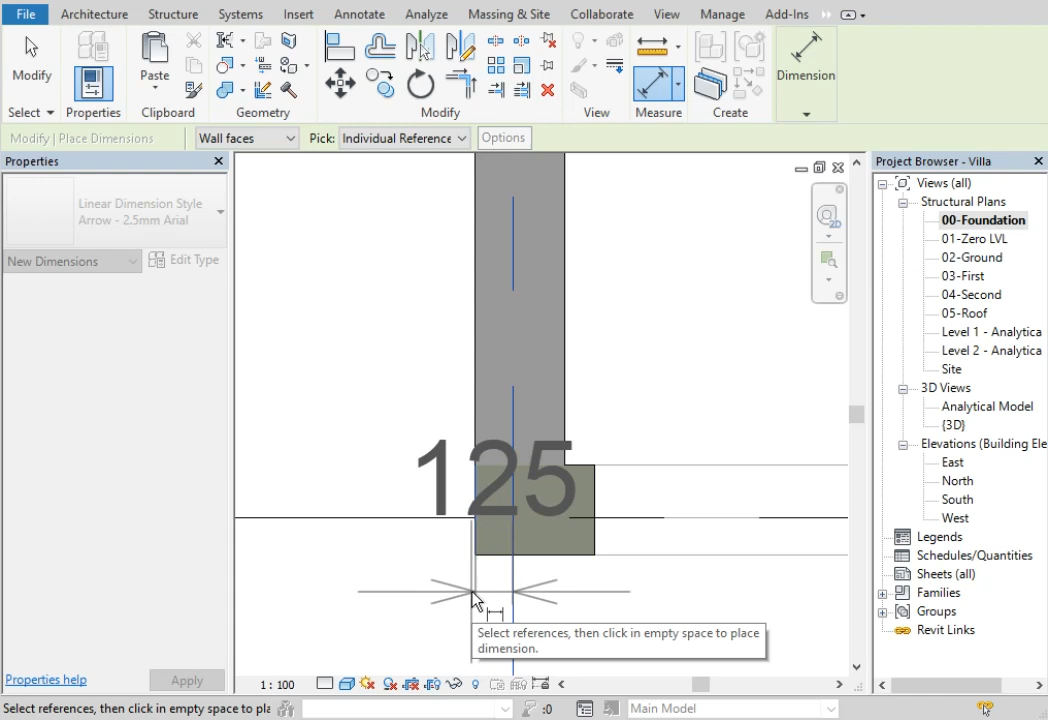 File Architecture Structure Systems Insert Annotate Analyze Massing & Site Collaborate View Manage Add-Ins
Modify Paste Dimension
Select Properties Clipboard Geometry Modify View Measure Create
Modify | Place Dimensions Wall faces Pick: Individual Reference Options
Properties
Linear Dimension Style
Arrow - 2.5mm Arial
New Dimensions Edit Type
Properties help Apply
2D
125
Select references, then click in empty space to place
dimension.
1 : 100
Project Browser - Villa
Views (all)
Structural Plans
00-Foundation
01-Zero LVL
02-Ground
03-First
04-Second
05-Roof
Level 1 - Analytica
Level 2 - Analytica
Site
3D Views
Analytical Model
{3D}
Elevations (Building Ele
East
North
South
West
Legends
Schedules/Quantities
Sheets (all)
Families
Groups
Revit Links
Select references, then click in empty space to pla :0 Main Model